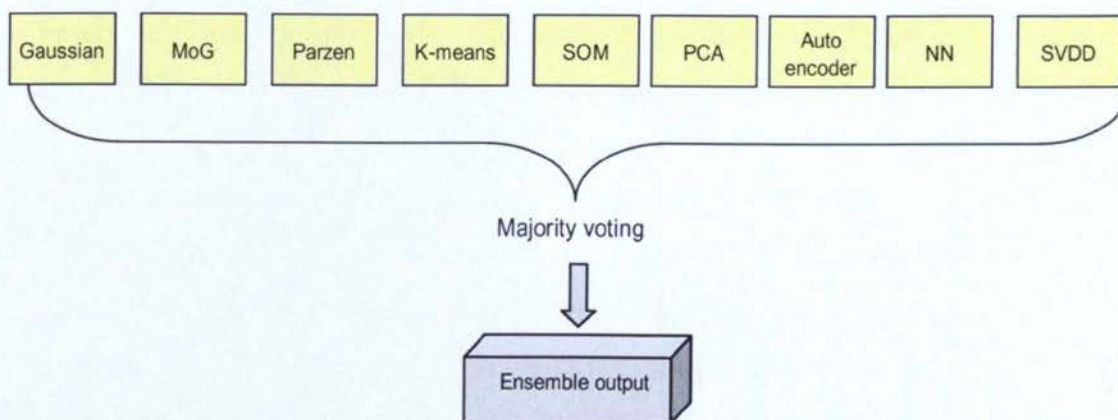 Gaussian
MoG
Parzen
K-means
SOM
PCA
Auto
encoder
NN
SVDD
Majority voting
Ensemble output